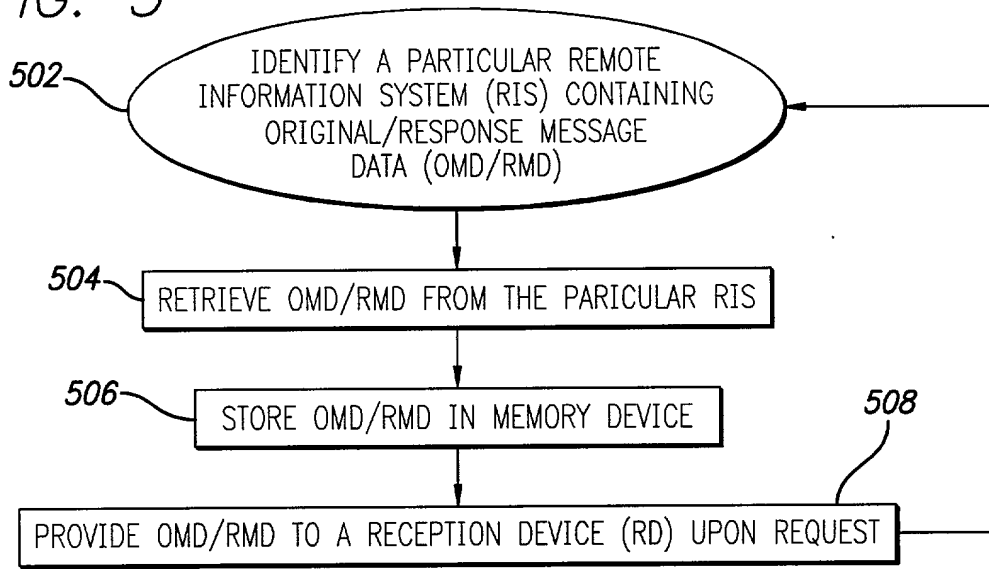 FIG. 5
502
IDENTIFY A PARTICULAR REMOTE
INFORMATION SYSTEM (RIS) CONTAINING
ORIGINAL/RESPONSE MESSAGE
DATA (OMD/RMD)
504
RETRIEVE OMD/RMD FROM THE PARICULAR RIS
506
STORE OMD/RMD IN MEMORY DEVICE
508
PROVIDE OMD/RMD TO A RECEPTION DEVICE (RD) UPON REQUEST